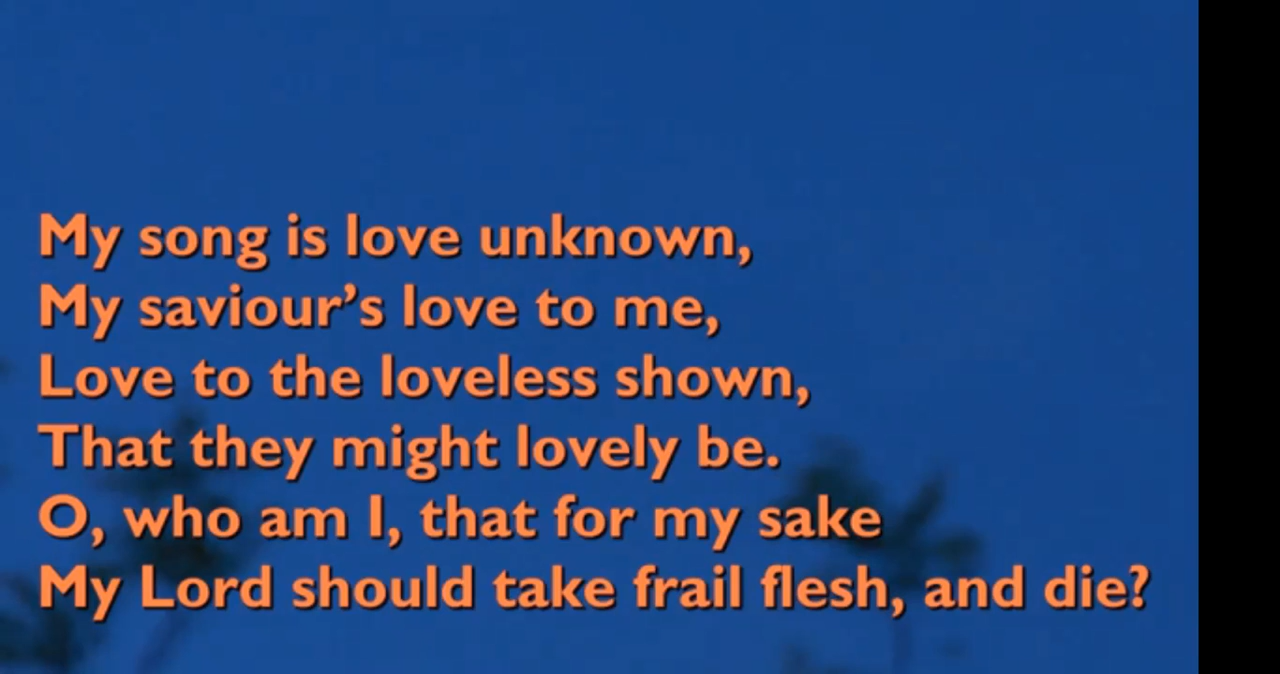 My song is love unknown,
My saviour’s love to me,
Love to the loveless shown,
That they might lovely be.
O, who am I, that for my sake
My Lord should take frail flesh, and die?